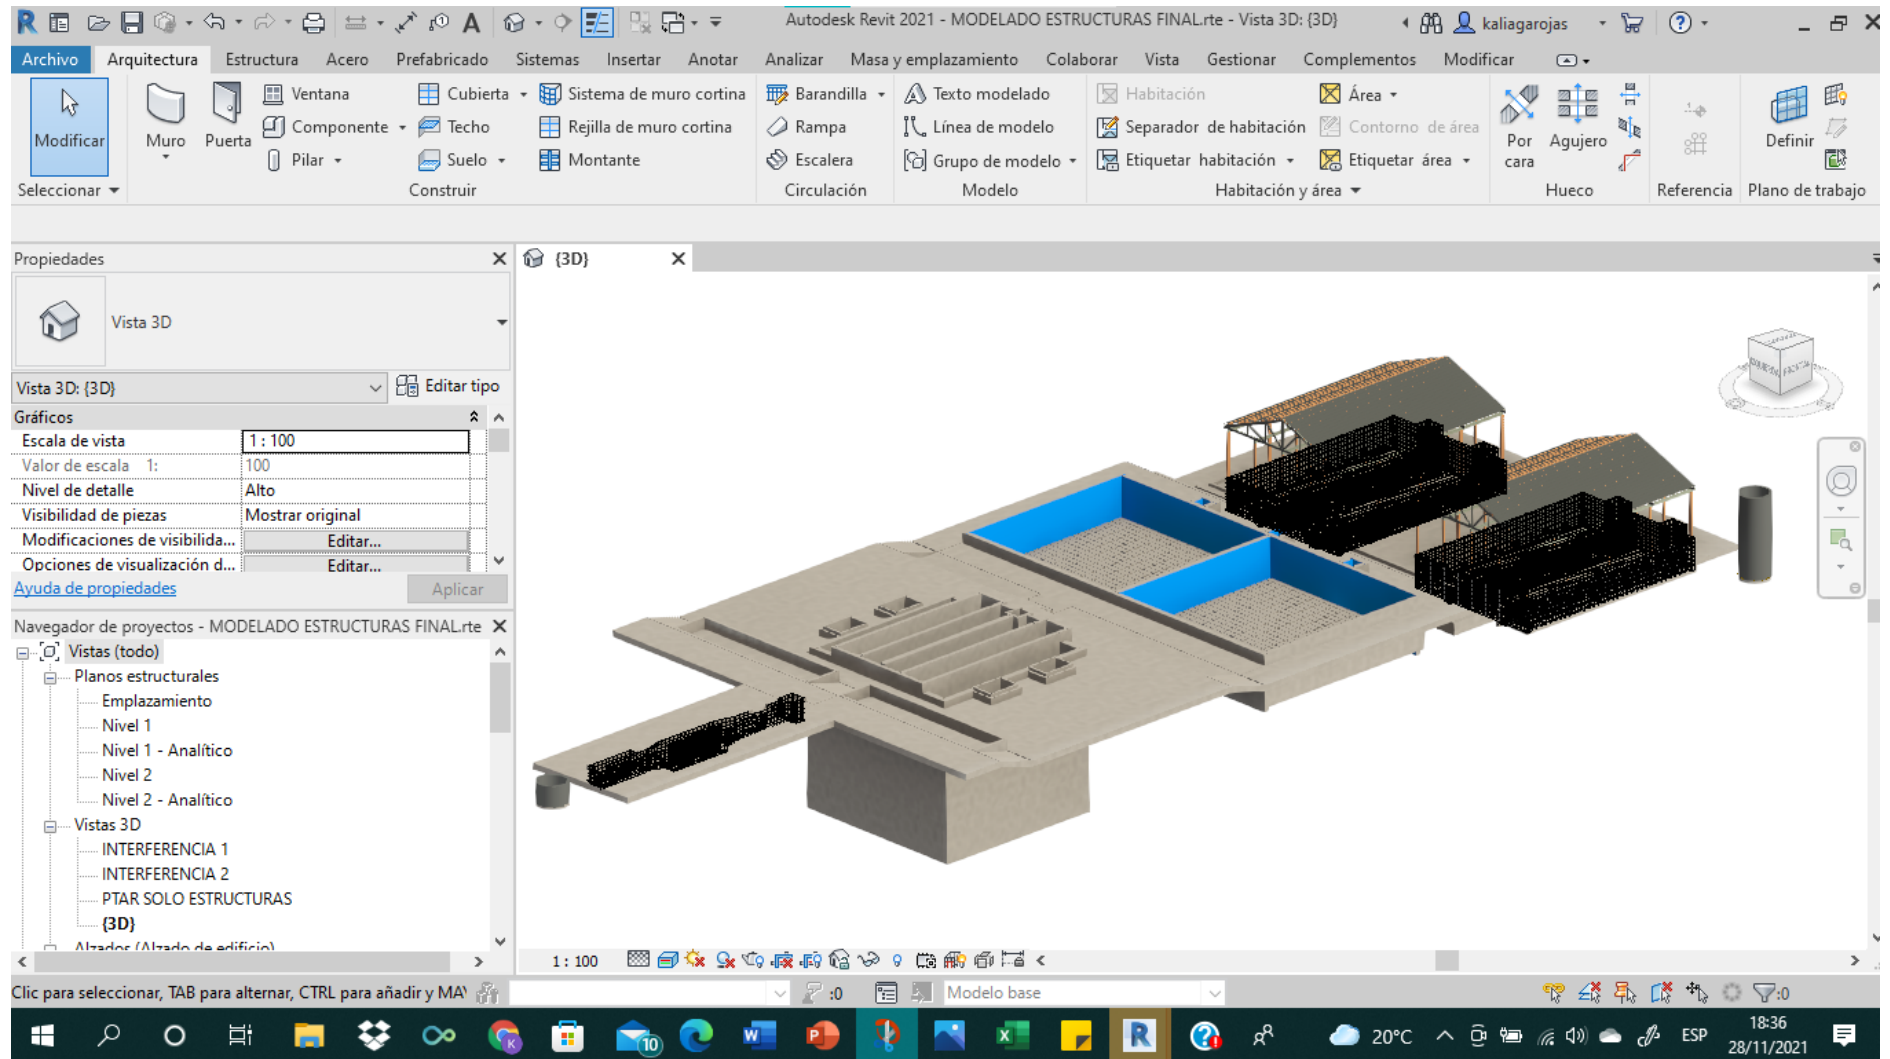 Autodesk Revit 2021 - MODELADO ESTRUCTURAS FINAL.rte - Vista 3D: {3D}
kaliagarojas
Archivo Arquitectura Estructura Acero Prefabricado Sistemas Insertar Anotar Analizar Masa y emplazamiento Colaborar Vista Gestionar Complementos Modificar
Modificar
Muro
Puerta
Ventana
Componente
Pilar
Cubierta
Techo
Suelo
Sistema de muro cortina
Rejilla de muro cortina
Montante
Barandilla
Rampa
Escalera
Texto modelado
Línea de modelo
Grupo de modelo
Habitación
Separador de habitación
Etiquetar habitación
Área
Contorno de área
Etiquetar área
Por
cara
Agujero
Definir
Seleccionar Construir Circulación Modelo Habitación y área Hueco Referencia Plano de trabajo
Propiedades
{3D}
Vista 3D
Vista 3D: {3D}
Editar tipo
Gráficos
Escala de vista 1 : 100
Valor de escala 1: 100
Nivel de detalle Alto
Visibilidad de piezas Mostrar original
Modificaciones de visibilida... Editar...
Opciones de visualización d... Editar...
Ayuda de propiedades Aplicar
Navegador de proyectos - MODELADO ESTRUCTURAS FINAL.rte
Vistas (todo)
Planos estructurales
Emplazamiento
Nivel 1
Nivel 1 - Analítico
Nivel 2
Nivel 2 - Analítico
Vistas 3D
INTERFERENCIA 1
INTERFERENCIA 2
PTAR SOLO ESTRUCTURAS
{3D}
Alzados (Alzado de edificio)
1 : 100
Clic para seleccionar, TAB para alternar, CTRL para añadir y MAY
:0
Modelo base
:0
10
20°C
ESP
18:36
28/11/2021